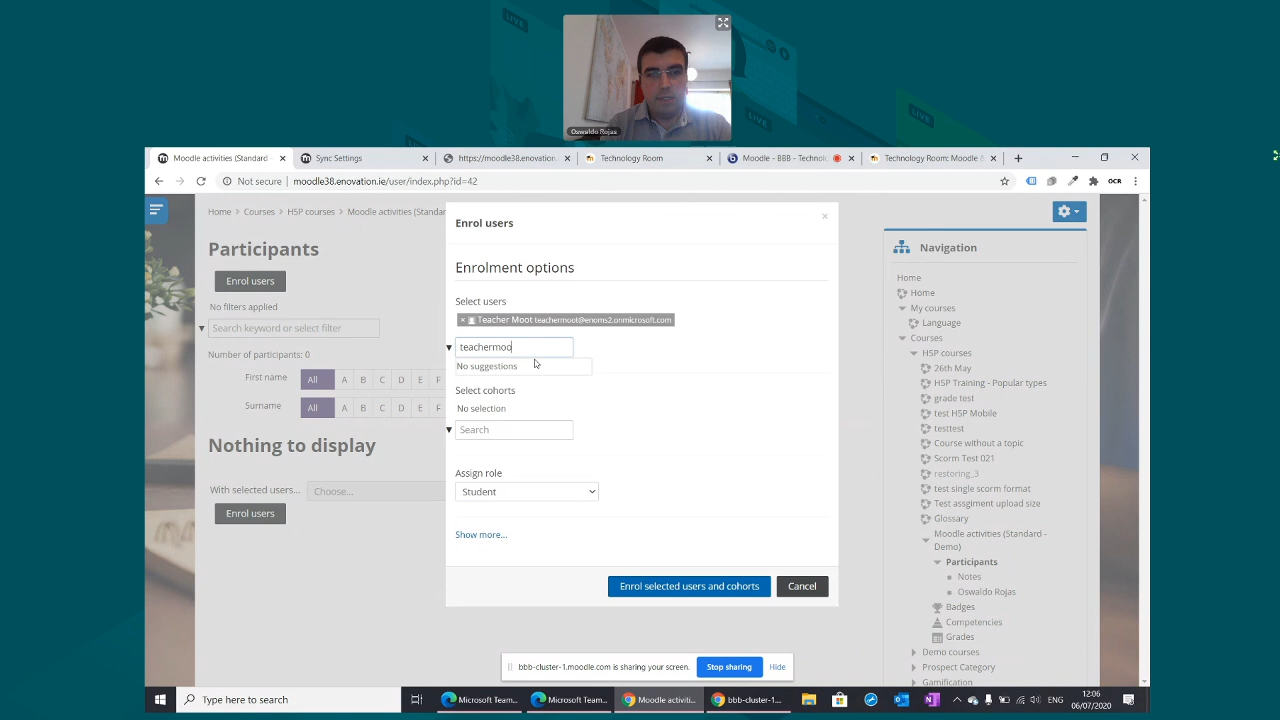 LIVE
LIVE
LIVE
Oswaldo Rojas
Moodle activities (Standard -
Sync Settings
https://moodle38.enovation.
Technology Room
Moodle - BBB - Technol
Technology Room: Moodle
Not secure
moodle38.enovation.ie/user/index.php?id=42
OCR
Home
Courses
H5P courses
Moodle activities (Standar
Participants
Enrol users
No filters applied
Search keyword or select filter
Number of participants: 0
First name
All
A
B
C
D
E
F
Surname
All
A
B
C
D
E
F
Nothing to display
With selected users...
Choose...
Enrol users
Enrol users
×
Enrolment options
Select users
× Teacher Moot teachermoot@enoms2.onmicrosoft.com
teachermoo
No suggestions
Select cohorts
No selection
Search
Assign role
Student
Show more...
Enrol selected users and cohorts
Cancel
Navigation
Home
Home
My courses
Language
Courses
H5P courses
26th May
H5P Training - Popular types
grade test
test H5P Mobile
testtest
Course without a topic
Scorm Test 021
restoring_3
test single scorm format
Test assgiment upload size
Glossary
Moodle activities (Standard -
Demo)
Participants
Notes
Oswaldo Rojas
Badges
Competencies
Grades
Demo courses
Prospect Category
Gamification
bbb-cluster-1.moodle.com is sharing your screen.
Stop sharing
Hide
Type here to search
Microsoft Team...
Microsoft Team...
Moodle activiti...
bbb-cluster-1...
ENG
12:06
06/07/2020